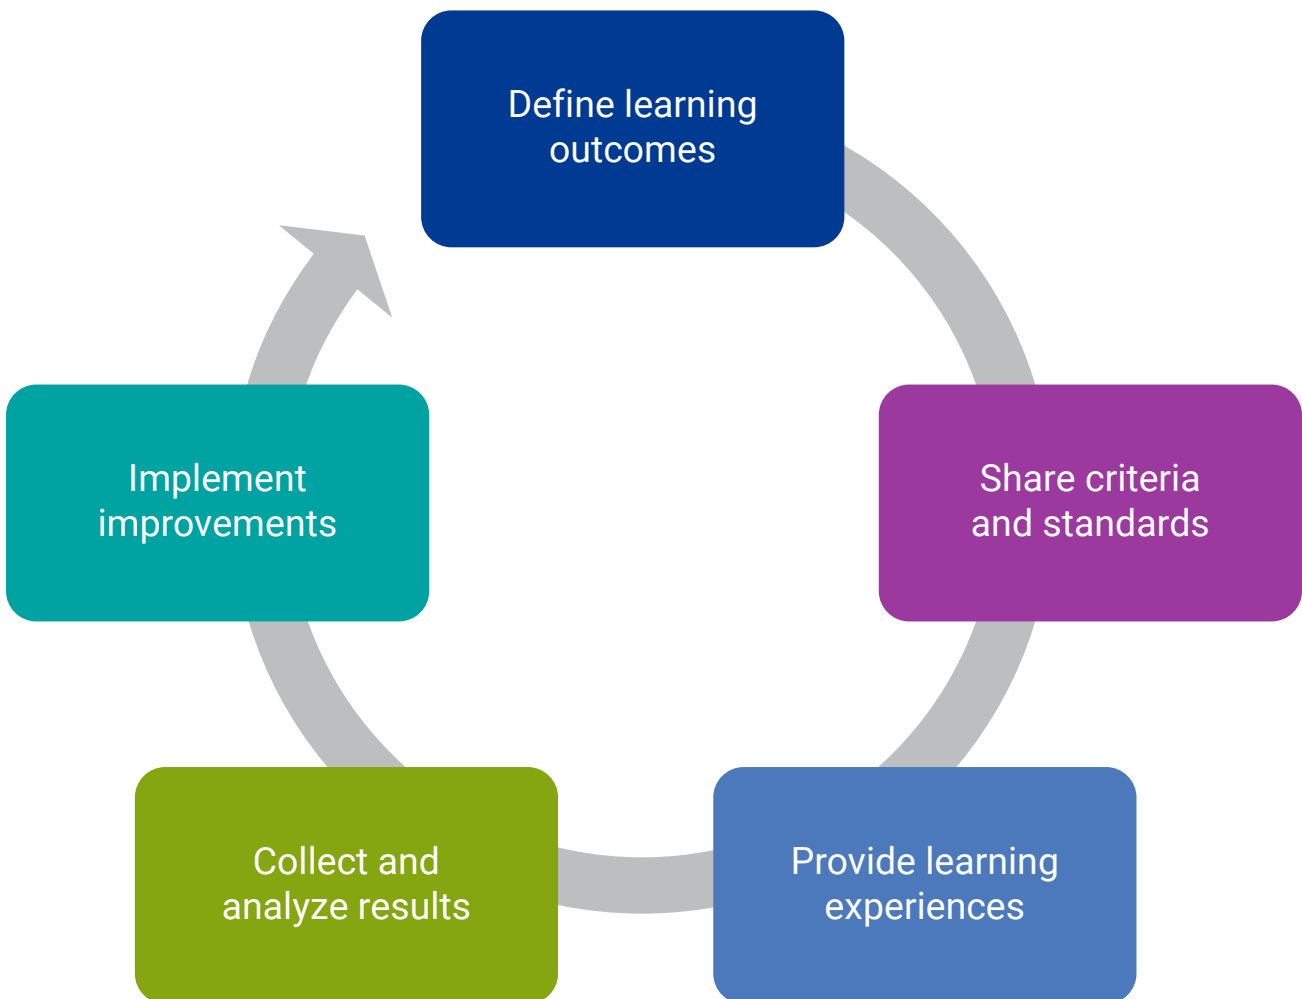 Define learning
outcomes
Share criteria
and standards
Provide learning
experiences
Collect and
analyze results
Implement
improvements